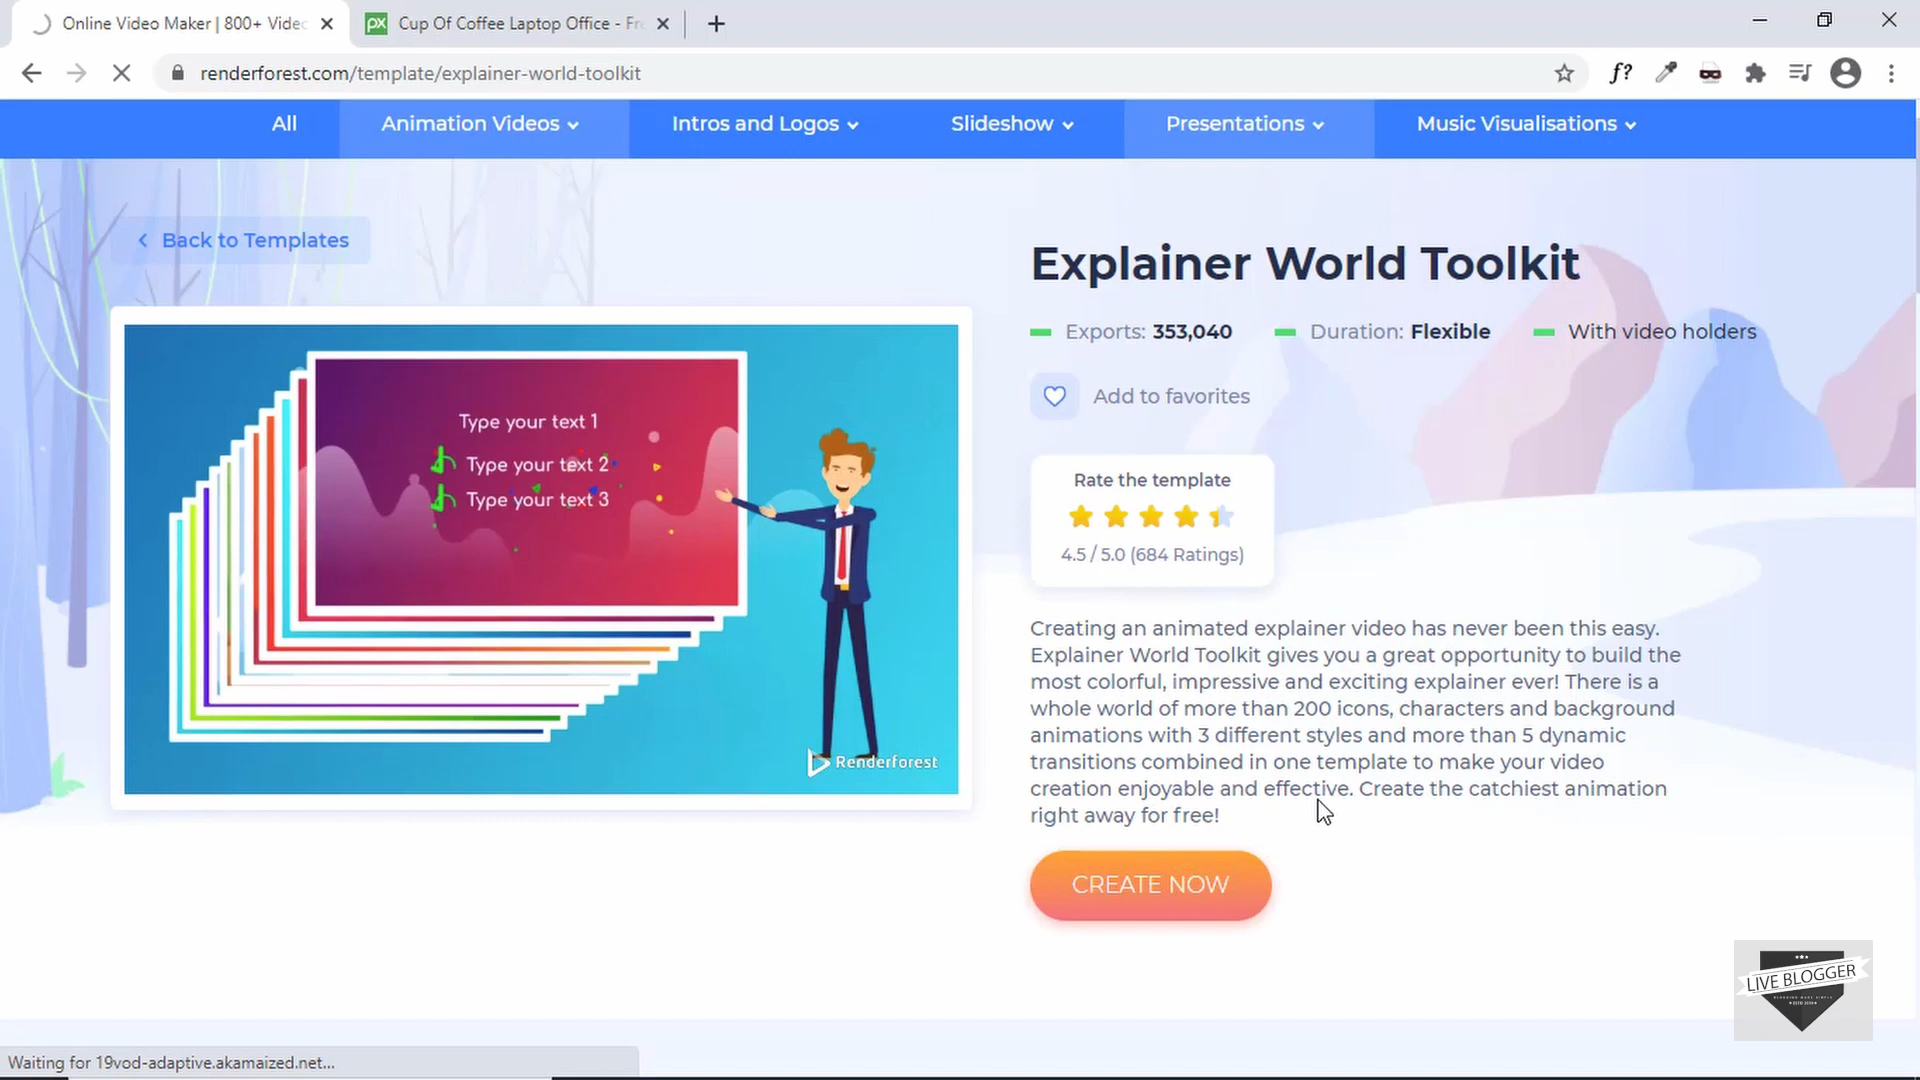 Online Video Maker | 800+ Videc
Cup Of Coffee Laptop Office - Fre
renderforest.com/template/explainer-world-toolkit
f?
All
Animation Videos
Intros and Logos
Slideshow
Presentations
Music Visualisations
Back to Templates
Explainer World Toolkit
Exports: 353,040
Duration: Flexible
With video holders
Add to favorites
Rate the template
4.5 / 5.0 (684 Ratings)
Type your text 1
Type your text 2
Type your text 3
Renderforest
Creating an animated explainer video has never been this easy.
Explainer World Toolkit gives you a great opportunity to build the
most colorful, impressive and exciting explainer ever! There is a
whole world of more than 200 icons, characters and background
animations with 3 different styles and more than 5 dynamic
transitions combined in one template to make your video
creation enjoyable and effective. Create the catchiest animation
right away for free!
CREATE NOW
LIVE BLOGGER
BLOGGING MADE SIMPLE
Waiting for 19vod-adaptive.akamaized.net...